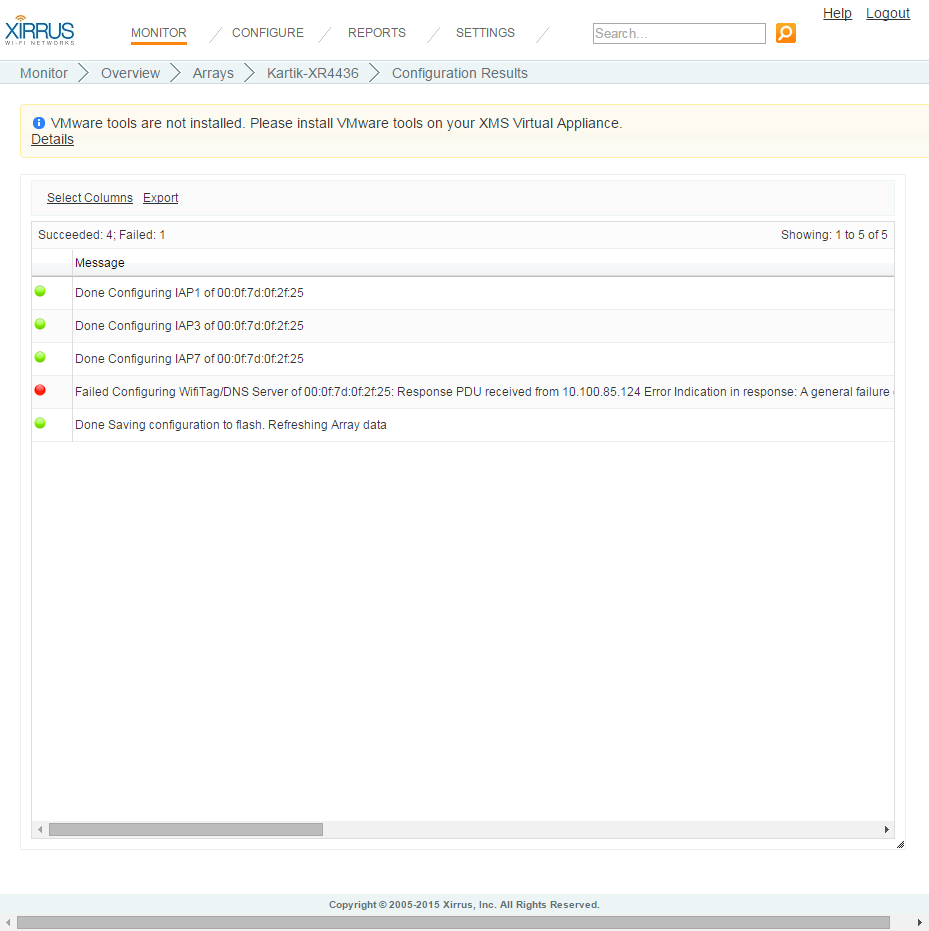 Help Logout
XIRRUS
WI-FI NETWORKS
MONITOR CONFIGURE REPORTS SETTINGS Search...
Monitor Overview Arrays Kartik-XR4436 Configuration Results
VMware tools are not installed. Please install VMware tools on your XMS Virtual Appliance.
Details
Select Columns Export
Succeeded: 4; Failed: 1 Showing: 1 to 5 of 5
Message
Done Configuring IAP1 of 00:0f:7d:0f:2f:25
Done Configuring IAP3 of 00:0f:7d:0f:2f:25
Done Configuring IAP7 of 00:0f:7d:0f:2f:25
Failed Configuring WifiTag/DNS Server of 00:0f:7d:0f:2f:25: Response PDU received from 10.100.85.124 Error Indication in response: A general failure
Done Saving configuration to flash. Refreshing Array data
Copyright © 2005-2015 Xirrus, Inc. All Rights Reserved.